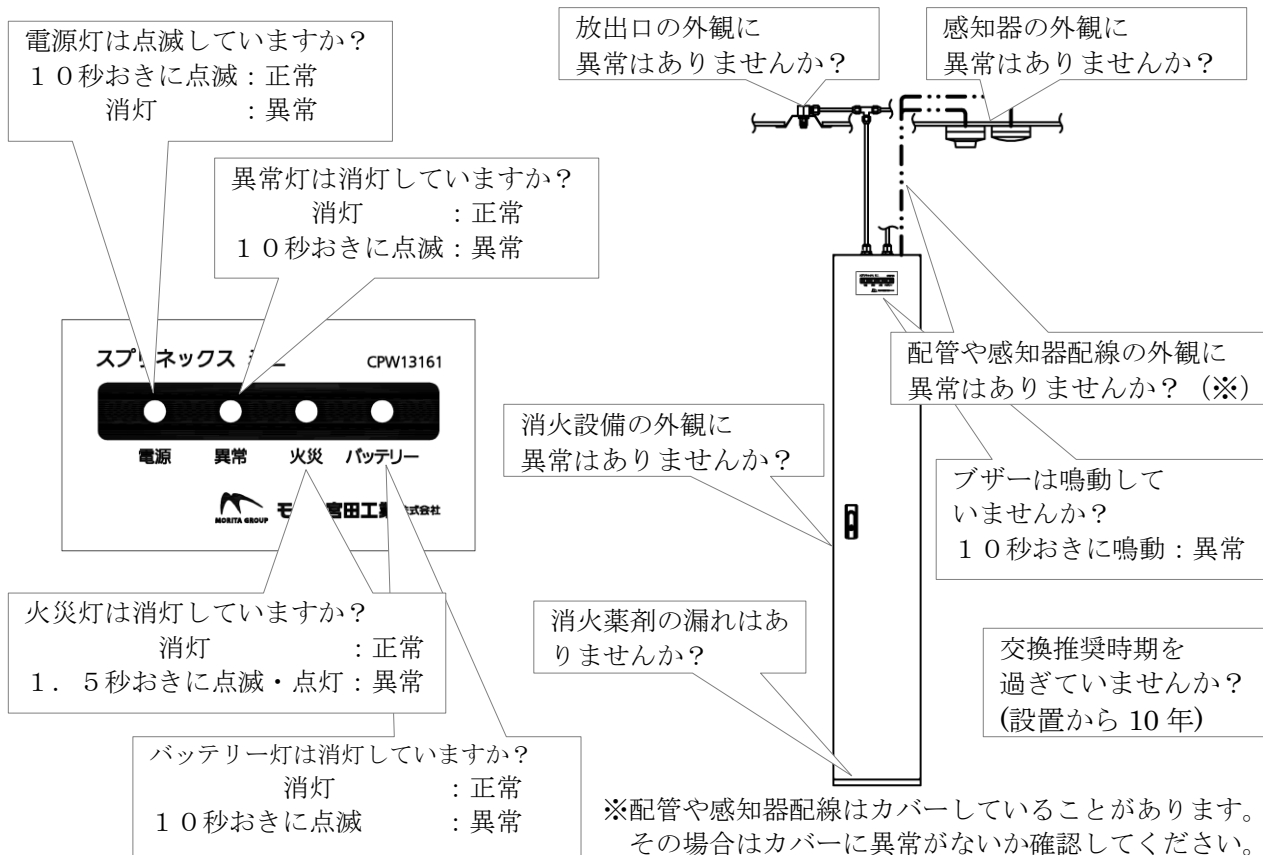 電源灯は点滅していますか？
１０秒おきに点滅：正常
消灯　　　　：異常
異常灯は消灯していますか？
消灯　　　　：正常
１０秒おきに点滅：異常
スプリネックス
CPW13161
電源　異常　火災　バッテリー
MORITA GROUP
宮田工業株式会社
火災灯は消灯していますか？
消灯　　　　　　：正常
１．５秒おきに点滅・点灯：異常
バッテリー灯は消灯していますか？
消灯　　　　：正常
１０秒おきに点滅　　　：異常
放出口の外観に
異常はありませんか？
感知器の外観に
異常はありませんか？
配管や感知器配線の外観に
異常はありませんか？（※）
消火設備の外観に
異常はありませんか？
ブザーは鳴動して
いませんか？
１０秒おきに鳴動：異常
消火薬剤の漏れはあ
りませんか？
交換推奨時期を
過ぎていませんか？
(設置から 10 年)
※配管や感知器配線はカバーしていることがあります。
その場合はカバーに異常がないか確認してください。